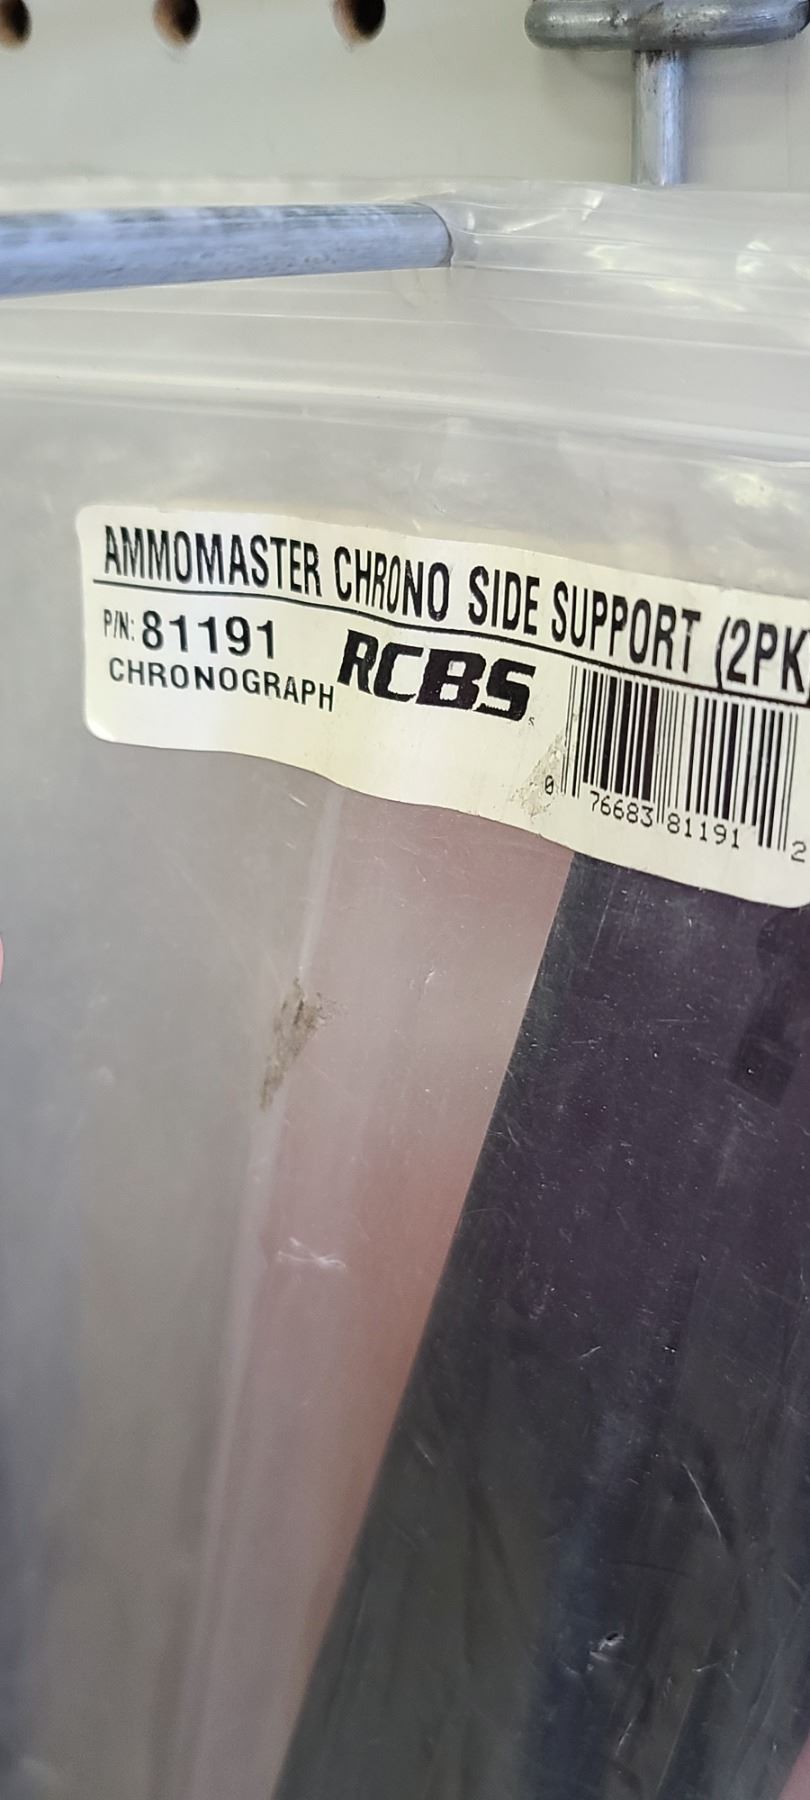 AMMOMASTER CHRONO SIDE SUPPORT (2PK)
P/N: 81191
CHRONOGRAPH
RCBS
0 76683 81191 2